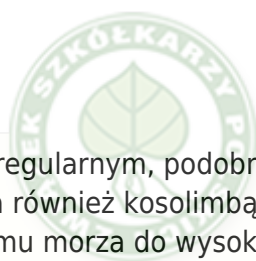 SZKÓŁKARZY
regularnym, podobn
również kosolimbą
mu morza do wysok